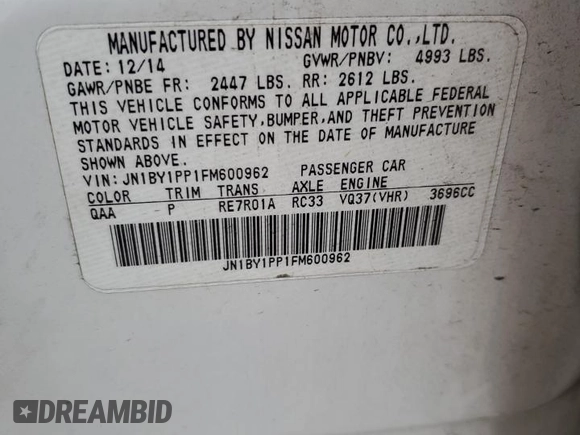 MANUFACTURED BY NISSAN MOTOR CO.,LTD.
DATE: 12/14 GVWR/PNBV: 4993 LBS.
GAWR/PNBE FR: 2447 LBS. RR: 2612 LBS.
THIS VEHICLE CONFORMS TO ALL APPLICABLE FEDERAL
MOTOR VEHICLE SAFETY,BUMPER,AND THEFT PREVENTION
STANDARDS IN EFFECT ON THE DATE OF MANUFACTURE
SHOWN ABOVE.
VIN: JN1BY1PP1FM600962 PASSENGER CAR
COLOR TRIM TRANS AXLE ENGINE
QAA P RE7R01A RC33 VQ37(VHR) 3696CC
JN1BY1PP1FM600962
DREAMBID